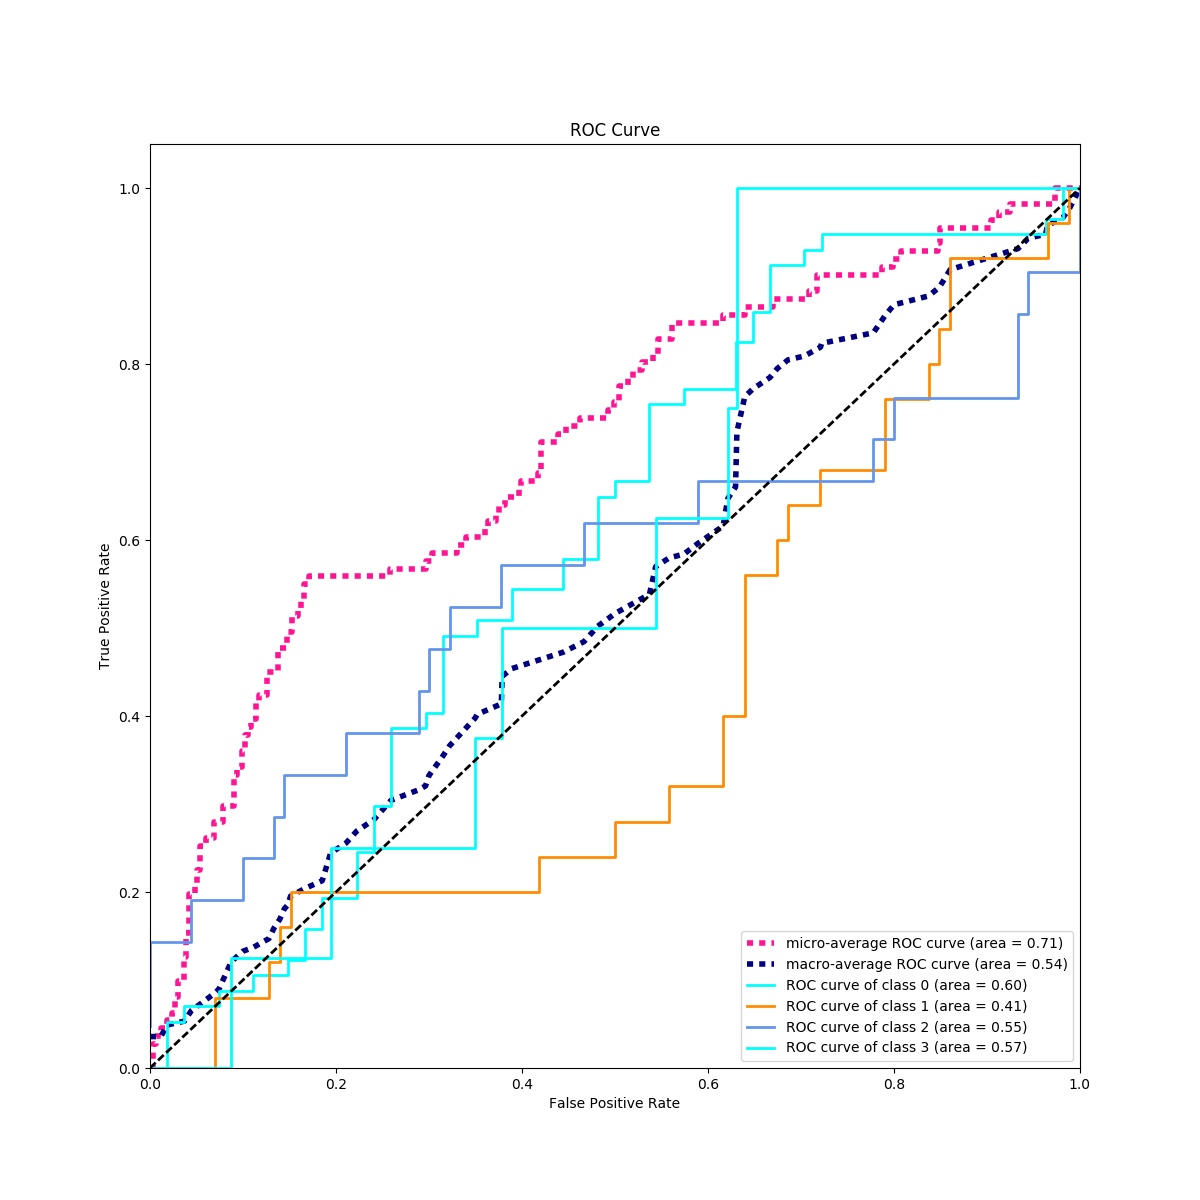 ROC Curve
1.0
0.8
0.6
0.4
0.2
0.0
True Positive Rate
micro-average ROC curve (area = 0.71)
macro-average ROC curve (area = 0.54)
ROC curve of class 0 (area = 0.60)
ROC curve of class 1 (area = 0.41)
ROC curve of class 2 (area = 0.55)
ROC curve of class 3 (area = 0.57)
0.0 0.2 0.4 0.6 0.8 1.0
False Positive Rate